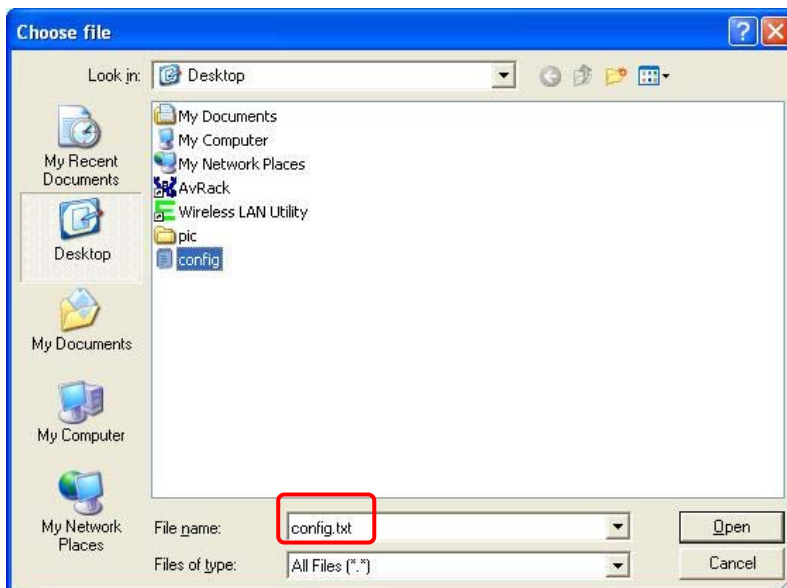 Choose file
Look in:
Desktop
My Recent
Documents
Desktop
My Documents
My Computer
My Network
Places
My Documents
My Computer
My Network Places
AvRack
Wireless LAN Utility
pic
config
File name:
config.txt
Open
Files of type:
All Files (*.*)
Cancel